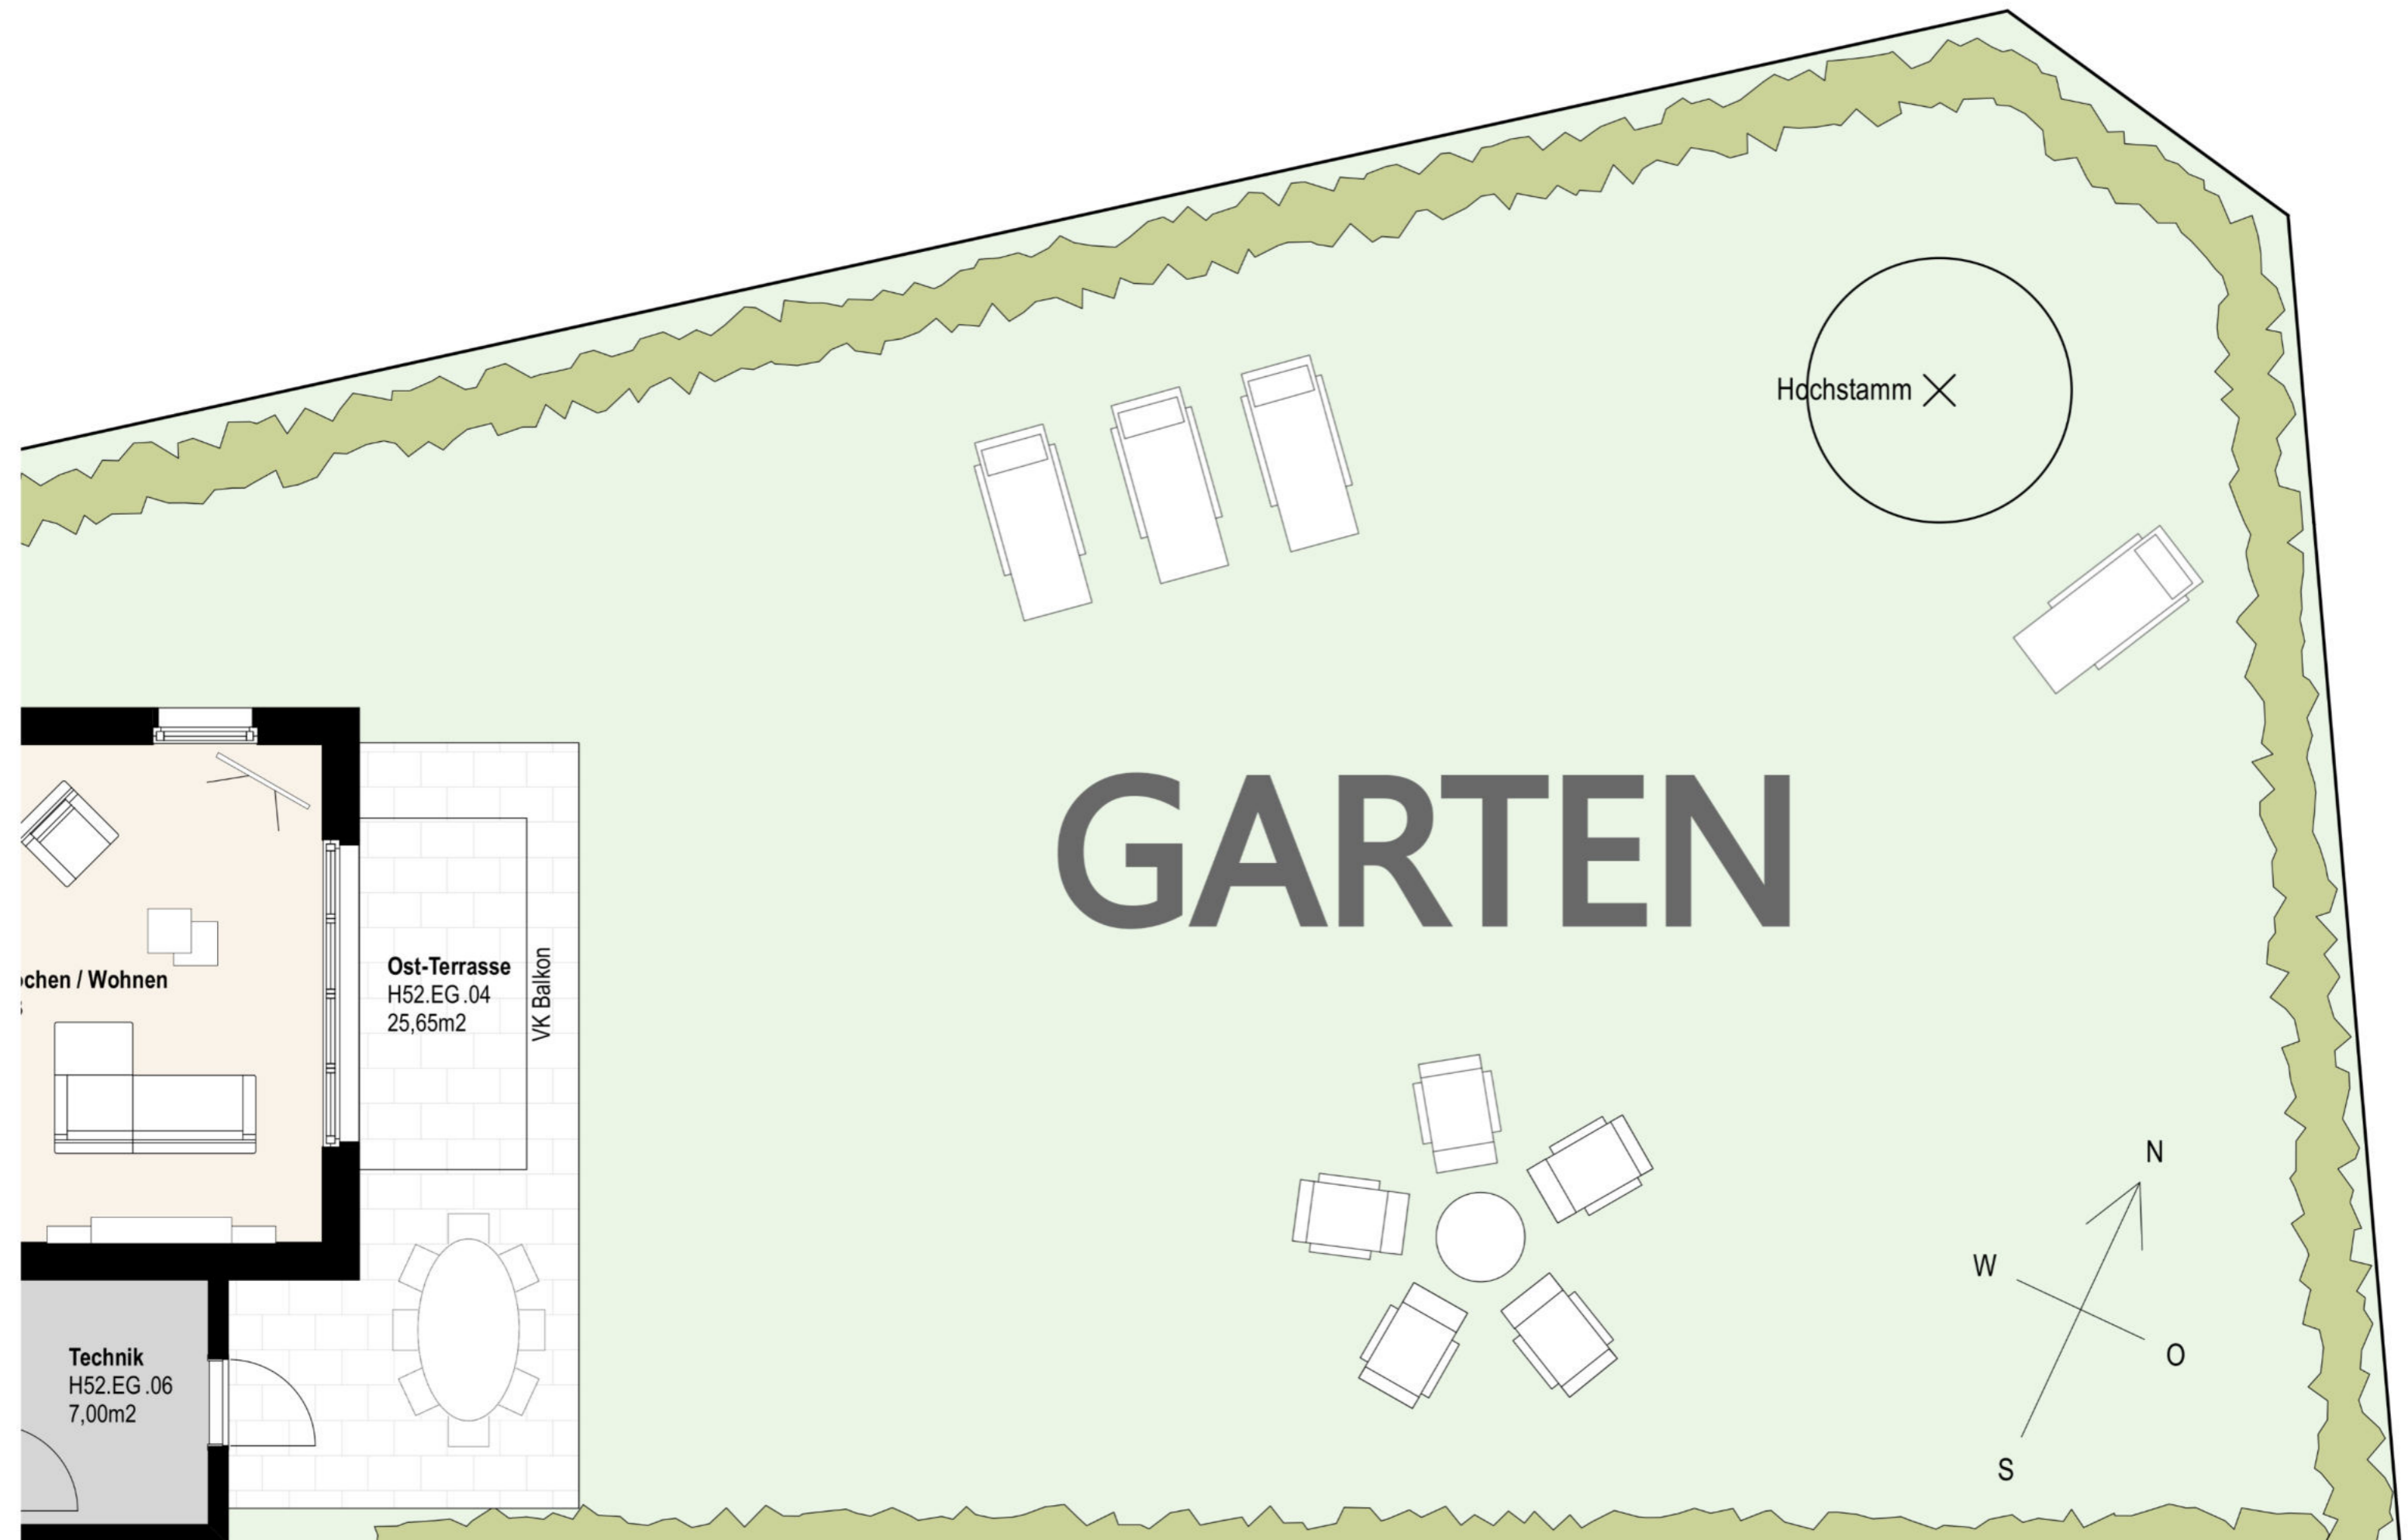 Hochstamm
GARTEN
chen / Wohnen
Ost-Terrasse
H52.EG.04
25,65m2
VK Balkon
N
W
O
S
Technik
H52.EG.06
7,00m2